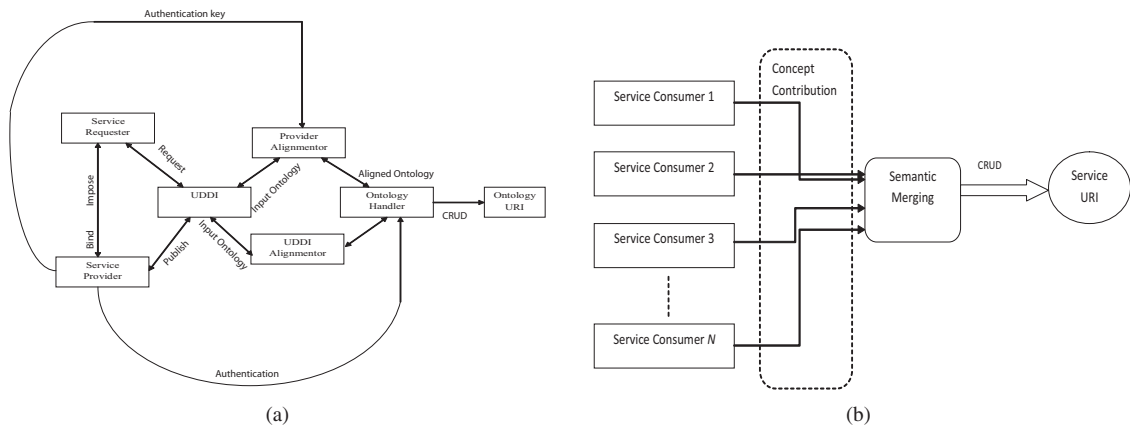 Authentication key
Service
Requester
Provider
Alignmentor
Request
Aligned Ontology
Impose
UDDI
Input Ontology
Ontology
Handler
CRUD
Ontology
URI
Bind
Publish
Input Ontology
UDDI
Alignmentor
Service
Provider
Authentication
(a)
Concept
Contribution
Service Consumer 1
Service Consumer 2
Service Consumer 3
Service Consumer N
Semantic
Merging
CRUD
Service
URI
(b)